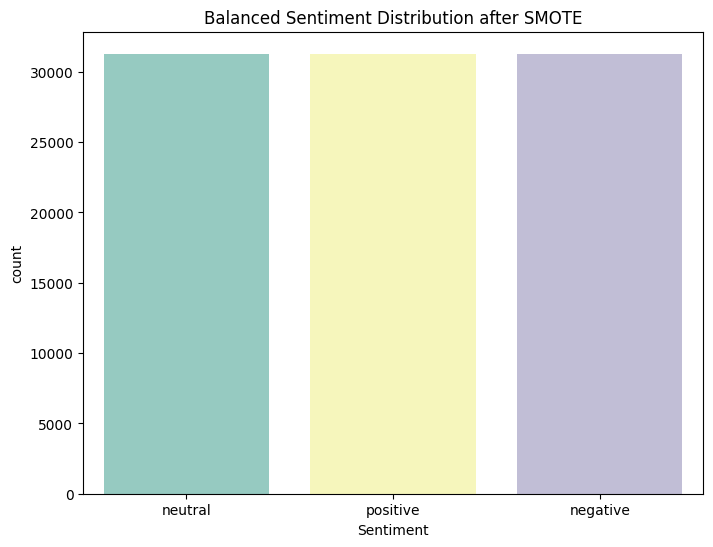 Balanced Sentiment Distribution after SMOTE
30000
25000
20000
15000
10000
5000
0
count
neutral positive negative
Sentiment